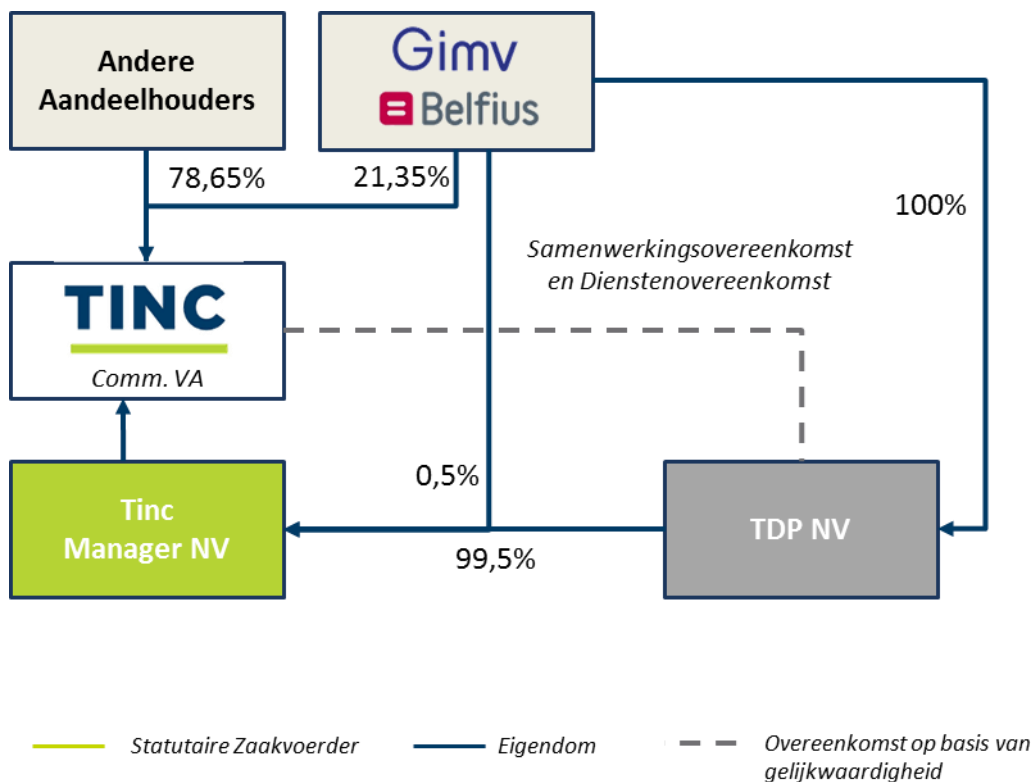 Andere
Aandeelhouders
Gimv
Belfius
78,65%
21,35%
100%
Samenwerkingsovereenkomst
en Dienstenovereenkomst
TINC
Comm. VA
0,5%
Tinc
Manager NV
TDP NV
99,5%
Statutaire Zaakvoerder
Eigendom
Overeenkomst op basis van
gelijkwaardigheid